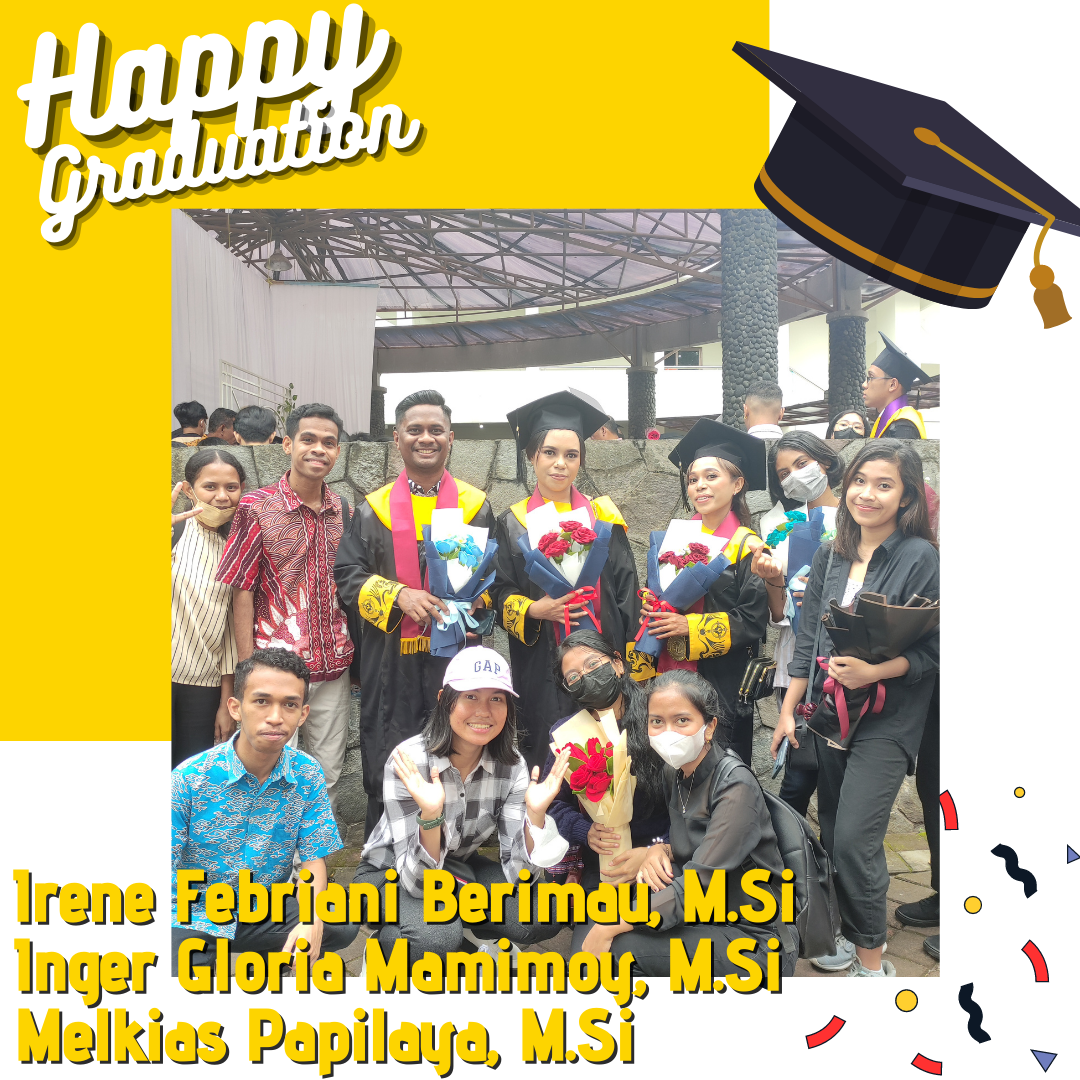 Happy
Graduation
GAP
Irene Febriani Berimau, M.Si
Inger Gloria Mamimoy, M.Si
Melkias Papilaya, M.Si